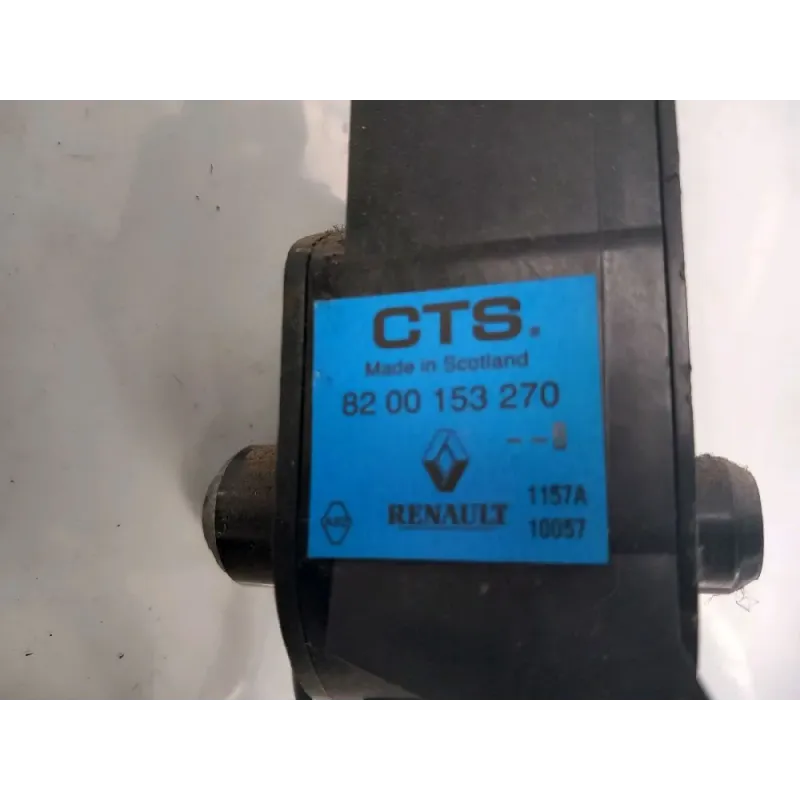 CTS.
Made in Scotland
82 00 153 270
RENAULT
1157A
10057